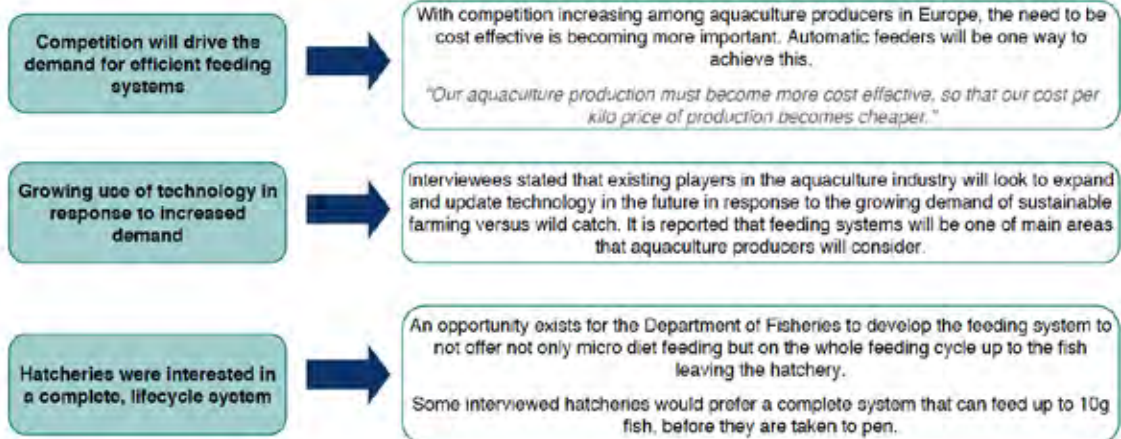 Competition will drive the
demand for efficient feeding
systems
With competition increasing among aquaculture producers in Europe, the need to be
cost effective is becoming more important. Automatic feeders will be one way to
achieve this.
"Our aquaculture production must become more cost effective, so that our cost per
kilo price of production becomes cheaper."
Growing use of technology in
response to increased
demand
Interviewees stated that existing players in the aquaculture industry will look to expand
and update technology in the future in response to the growing demand of sustainable
farming versus wild catch. It is reported that feeding systems will be one of main areas
that aquaculture producers will consider.
Hatcheries were interested in
a complete, lifecycle system
An opportunity exists for the Department of Fisheries to develop the feeding system to
not offer not only micro diet feeding but on the whole feeding cycle up to the fish
leaving the hatchery.
Some interviewed hatcheries would prefer a complete system that can feed up to 10g
fish, before they are taken to pen.